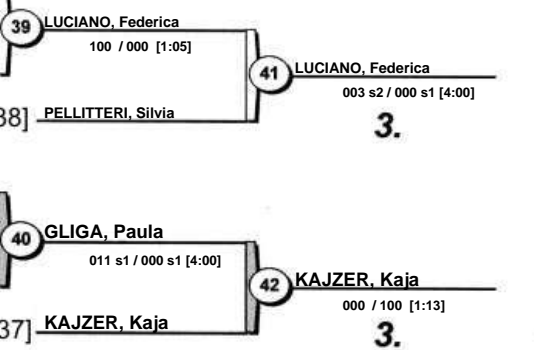 39 LUCIANO, Federica
100 / 000 [1:05]
41 LUCIANO, Federica
003 s2 / 000 s1 [4:00]
38] PELLITTERI, Silvia
3.
40 GLIGA, Paula
011 s1 / 000 s1 [4:00]
42 KAJZER, Kaja
000 / 100 [1:13]
37] KAJZER, Kaja
3.